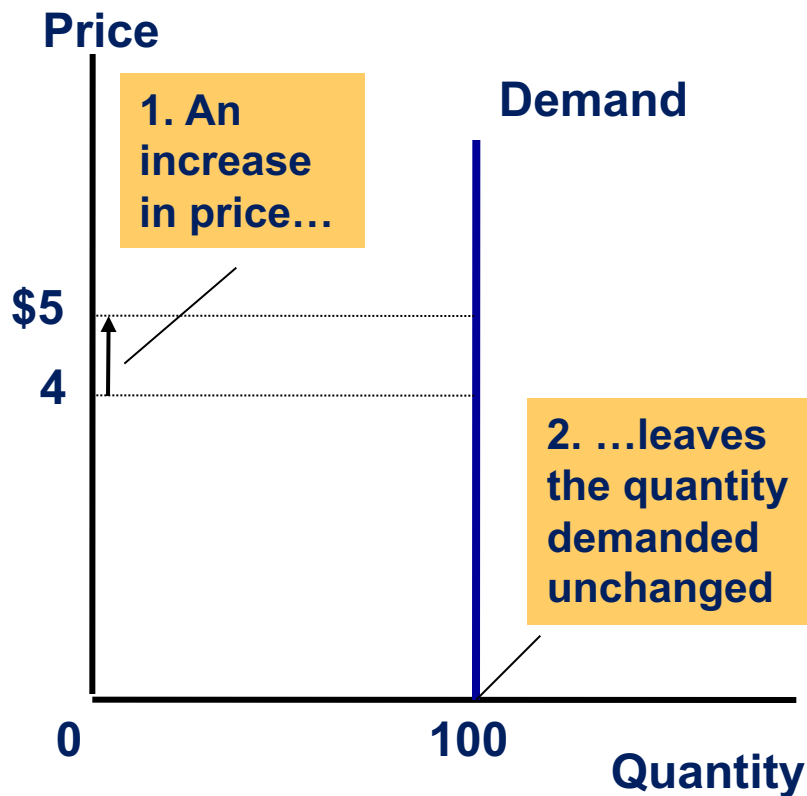 Price
1. An
increase
in price…
Demand
$5
4
2. …leaves
the quantity
demanded
unchanged
0
100
Quantity